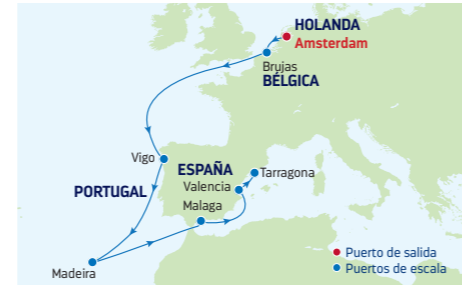 HOLANDA
Amsterdam
Brujas
BÉLGICA
Vigo
ESPAÑA
Tarragona
Valencia
PORTUGAL
Malaga
Madeira
Puerto de salida
Puertos de escala